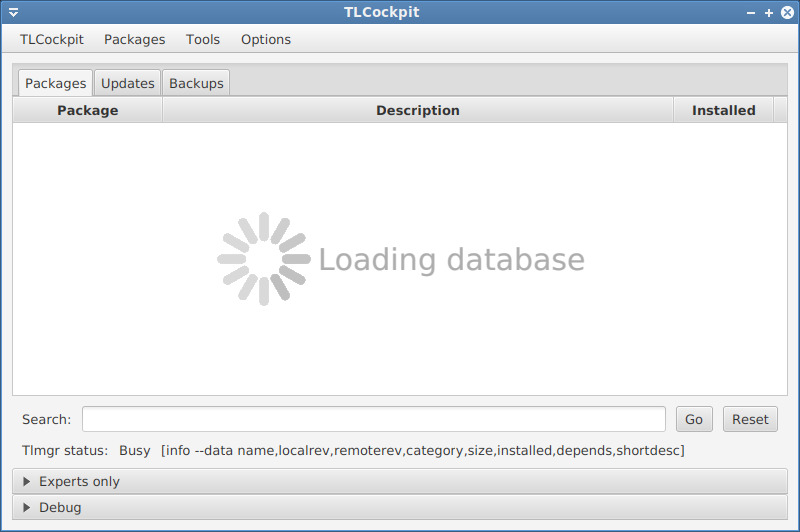 TLCockpit
TLCockpit Packages Tools Options
Packages Updates Backups
Package Description Installed
Loading database
Search: Go Reset
Tlmgr status: Busy [info --data name,localrev,remoterev,category,size,installed,depends,shortdesc]
Experts only
Debug